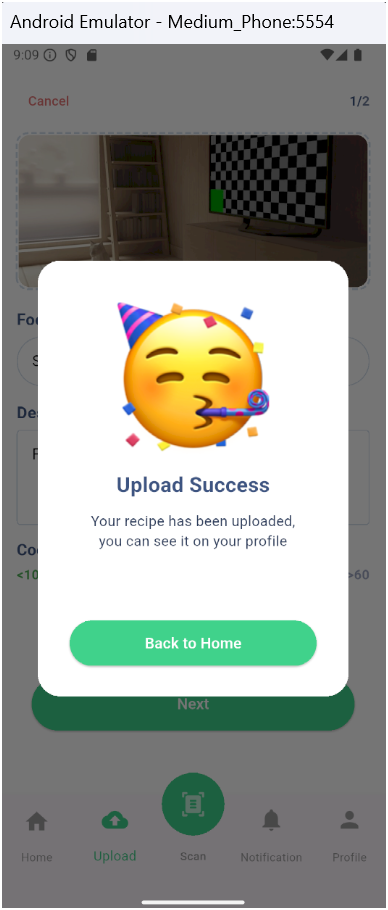 Android Emulator - Medium_Phone:5554
9:09
Cancel
1/2
Foo
S
Des
F
Coo
<10
>60
Upload Success
Your recipe has been uploaded,
you can see it on your profile
Back to Home
Next
Home
Upload
Scan
Notification
Profile